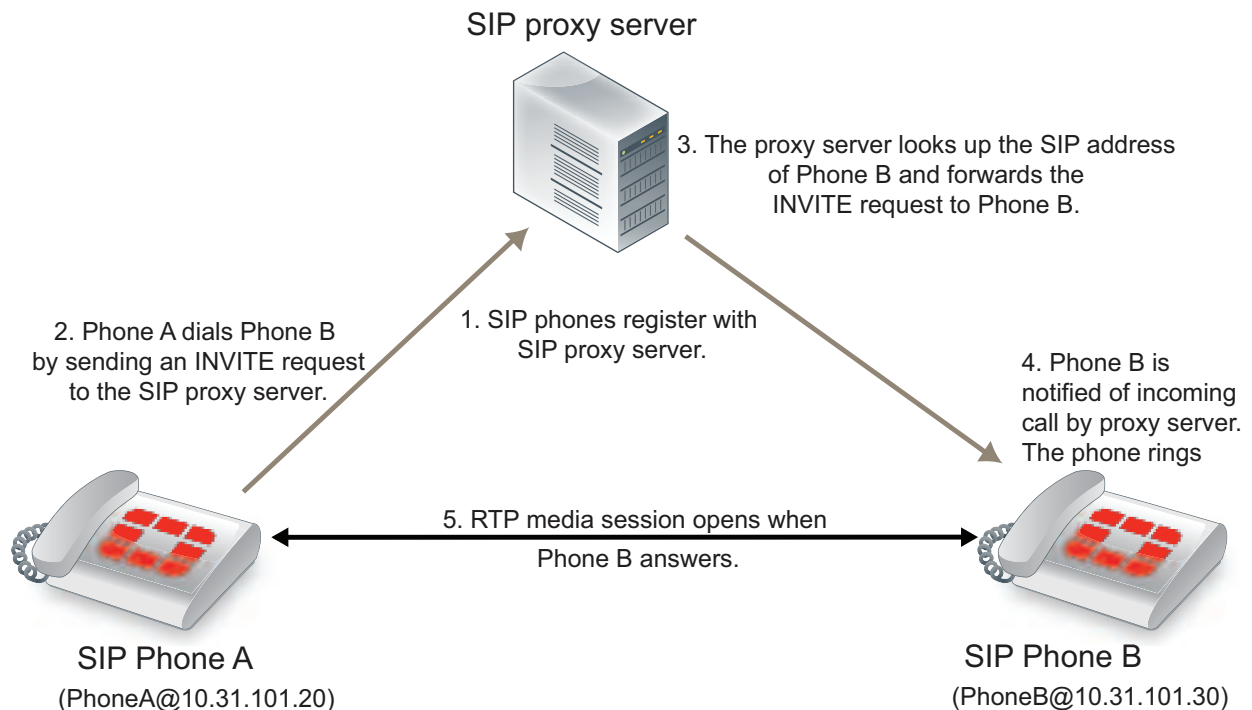 SIP proxy server
3. The proxy server looks up the SIP address
of Phone B and forwards the
INVITE request to Phone B.
1. SIP phones register with
SIP proxy server.
2. Phone A dials Phone B
by sending an INVITE request
to the SIP proxy server.
4. Phone B is
notified of incoming
call by proxy server.
The phone rings
5. RTP media session opens when
Phone B answers.
SIP Phone A
(PhoneA@10.31.101.20)
SIP Phone B
(PhoneB@10.31.101.30)